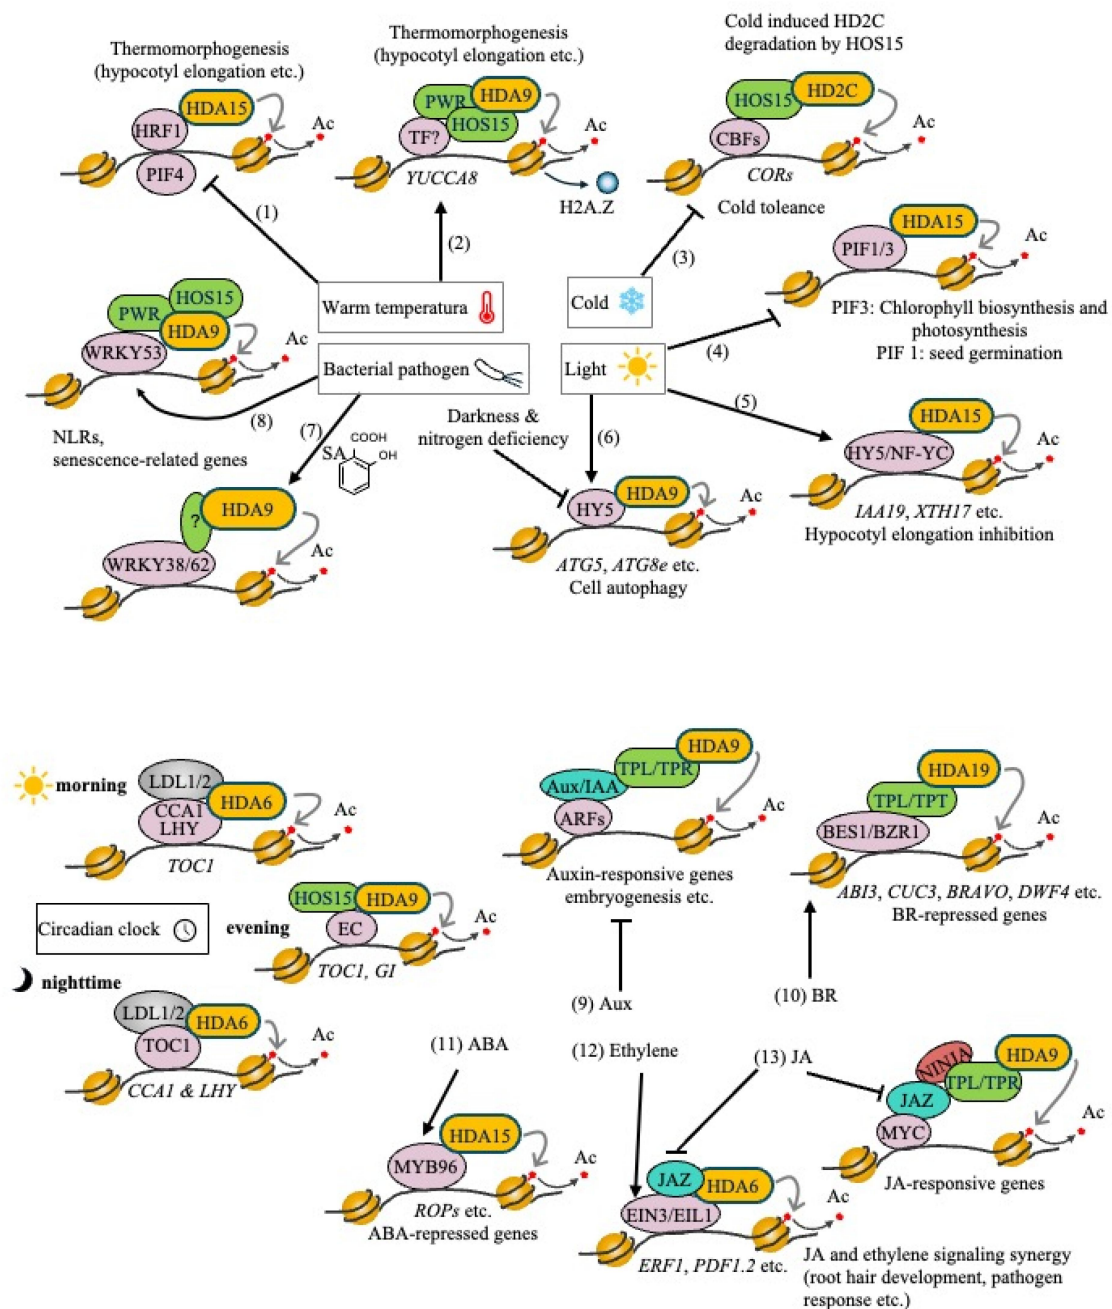 Thermomorphogenesis
(hypocotyl elongation etc.)
HDA15
HRF1
PIF4
Ac
(1)
Thermomorphogenesis
(hypocotyl elongation etc.)
PWR
HDA9
HOS15
TF?
Ac
YUCCA8
H2A.Z
(2)
Cold induced HD2C
degradation by HOS15
HOS15
HD2C
CBFs
Ac
CORs
Cold toleance
(3)
HDA15
PIF1/3
Ac
PIF3: Chlorophyll biosynthesis and
photosynthesis
PIF 1: seed germination
(4)
Warm temperatura
Cold
Bacterial pathogen
Light
HOS15
PWR
HDA9
WRKY53
Ac
NLRs,
senescence-related genes
(8)
(7)
SA
COOH
OH
Darkness &
nitrogen deficiency
(6)
(5)
HDA15
HY5/NF-YC
Ac
IAA19, XTH17 etc.
Hypocotyl elongation inhibition
HDA9
HY5
Ac
ATG5, ATG8e etc.
Cell autophagy
?
HDA9
WRKY38/62
Ac
morning
LDL1/2
CCA1
LHY
HDA6
Ac
TOC1
Circadian clock
evening
HOS15
HDA9
EC
Ac
TOC1, GI
nighttime
LDL1/2
HDA6
TOC1
Ac
CCA1 & LHY
HDA9
TPL/TPR
Aux/IAA
ARFs
Ac
Auxin-responsive genes
embryogenesis etc.
(9) Aux
HDA19
TPL/TPT
BES1/BZR1
Ac
ABI3, CUC3, BRAVO, DWF4 etc.
BR-repressed genes
(10) BR
(11) ABA
HDA15
MYB96
Ac
ROPs etc.
ABA-repressed genes
(12) Ethylene
(13) JA
JAZ
HDA6
EIN3/EIL1
Ac
ERF1, PDF1.2 etc.
JA and ethylene signaling synergy
(root hair development, pathogen
response etc.)
NINJA
HDA9
TPL/TPR
JAZ
MYC
Ac
JA-responsive genes